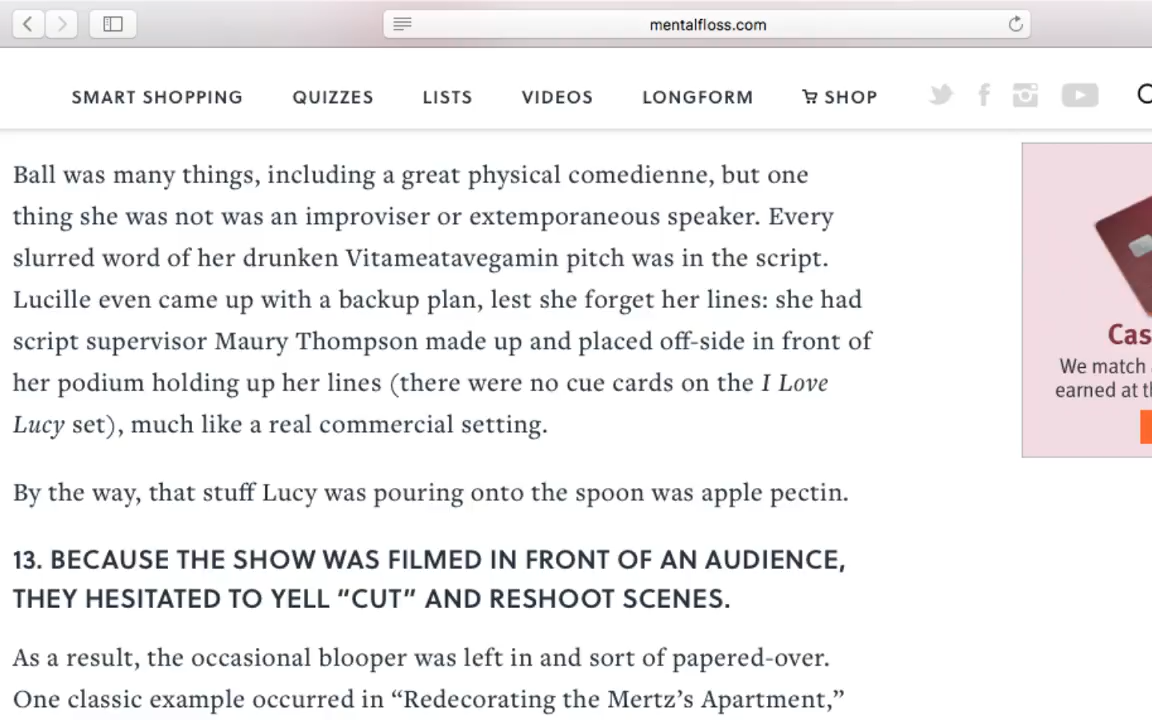 mentalfloss.com
SMART SHOPPING QUIZZES LISTS VIDEOS LONGFORM SHOP
Ball was many things, including a great physical comedienne, but one
thing she was not was an improviser or extemporaneous speaker. Every
slurred word of her drunken Vitameatavegamin pitch was in the script.
Lucille even came up with a backup plan, lest she forget her lines: she had
script supervisor Maury Thompson made up and placed off-side in front of
her podium holding up her lines (there were no cue cards on the I Love
Lucy set), much like a real commercial setting.
By the way, that stuff Lucy was pouring onto the spoon was apple pectin.
13. BECAUSE THE SHOW WAS FILMED IN FRONT OF AN AUDIENCE,
THEY HESITATED TO YELL “CUT” AND RESHOOT SCENES.
As a result, the occasional blooper was left in and sort of papered-over.
One classic example occurred in “Redecorating the Mertz’s Apartment,”
Cas
We match
earned at